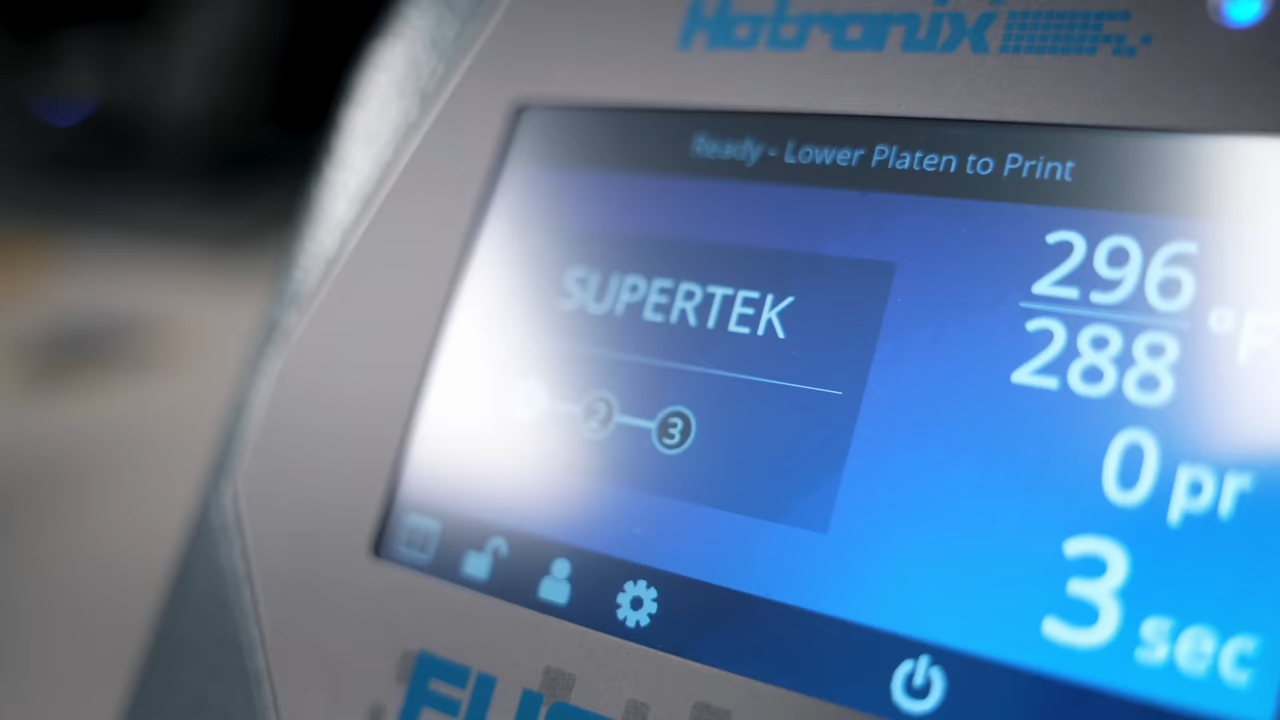 Hotronix
Ready - Lower Platen to Print
SUPERTEK
2 3
296
288
°F
0 pr
3 sec